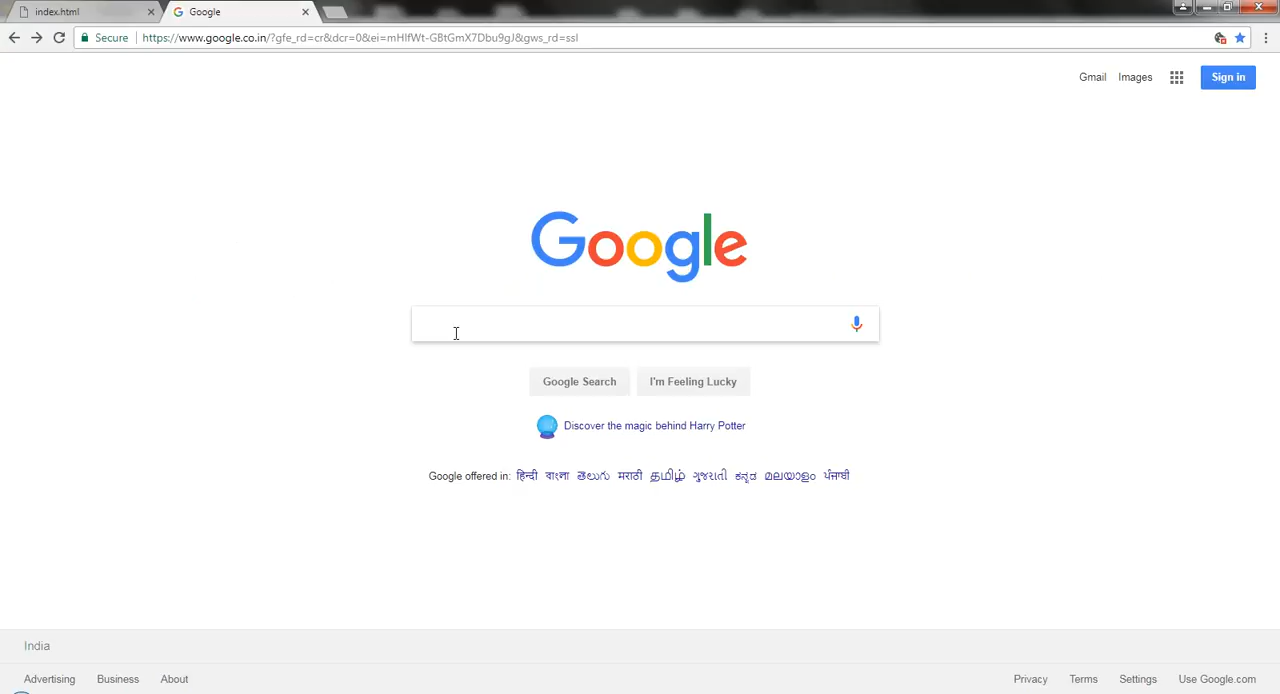 index.html
Google
Secure
https://www.google.co.in/?gfe_rd=cr&dcr=0&ei=mHIfWt-GBtGmX7Dbu9gJ&gws_rd=ssl
Gmail Images Sign in
Google
Google Search I'm Feeling Lucky
Discover the magic behind Harry Potter
Google offered in: हिन्दी বাংলা తెలుగు मराठी தமிழ் ગુજરાતી ಕನ್ನಡ മലയാളം ਪੰਜਾਬੀ
India
Advertising Business About Privacy Terms Settings Use Google.com